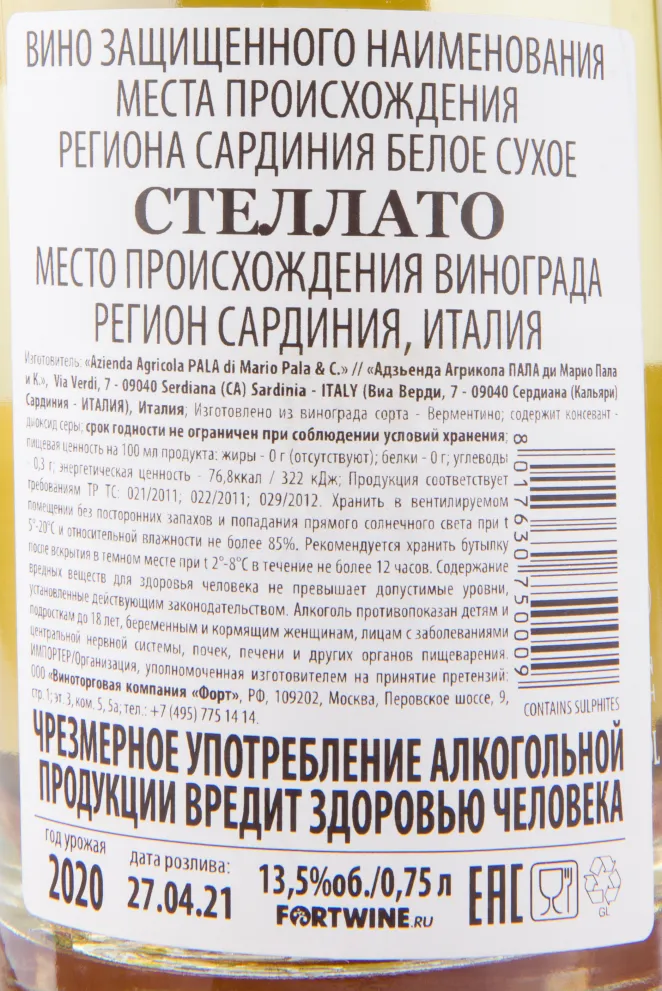 ВИНО ЗАЩИЩЕННОГО НАИМЕНОВАНИЯ
МЕСТА ПРОИСХОЖДЕНИЯ
РЕГИОНА САРДИНИЯ БЕЛОЕ СУХОЕ
СТЕЛЛАТО
МЕСТО ПРОИСХОЖДЕНИЯ ВИНОГРАДА
РЕГИОН САРДИНИЯ, ИТАЛИЯ
Изготовитель: «Azienda Agricola PALA di Mario Pala & C.» // «Адзьенда Агрикола ПАЛА ди Марио Пала
и К.», Via Verdi, 7 - 09040 Serdiana (CA) Sardinia - ITALY (Виа Верди, 7 - 09040 Сердиана (Кальяри)
Сардиния - ИТАЛИЯ), Италия; Изготовлено из винограда сорта - Верментино; содержит консевант -
диоксид серы; срок годности не ограничен при соблюдении условий хранения;
пищевая ценность на 100 мл продукта: жиры - 0 г (отсутствуют); белки - 0 г; углеводы
- 0,3 г; энергетическая ценность - 76,8ккал / 322 кДж; Продукция соответствует
требованиям ТР ТС: 021/2011, 022/2011; 029/2012. Хранить в вентилируемом
помещении без посторонних запахов и попадания прямого солнечного света при t
5°-20°С и относительной влажности не более 85%. Рекомендуется хранить бутылку
после вскрытия в темном месте при t 2°-8°С в течение не более 12 часов. Содержание
вредных веществ для здоровья человека не превышает допустимые уровни,
установленные действующим законодательством. Алкоголь противопоказан детям и
подросткам до 18 лет, беременным и кормящим женщинам, лицам с заболеваниями
центральной нервной системы, почек, печени и других органов пищеварения.
ИМПОРТЕР/Организация, уполномоченная изготовителем на принятие претензий:
ООО «Виноторговая компания «Форт», РФ, 109202, Москва, Перовское шоссе, 9,
стр. 1; эт. 3, ком. 5, 5а; тел.: +7 (495) 775 14 14.
8 017630 750009
CONTAINS SULPHITES
ЧРЕЗМЕРНОЕ УПОТРЕБЛЕНИЕ АЛКОГОЛЬНОЙ
ПРОДУКЦИИ ВРЕДИТ ЗДОРОВЬЮ ЧЕЛОВЕКА
год урожая
2020
дата розлива:
27.04.21
13,5%об./0,75 л
FORTWINE.RU
ЕАС
GL